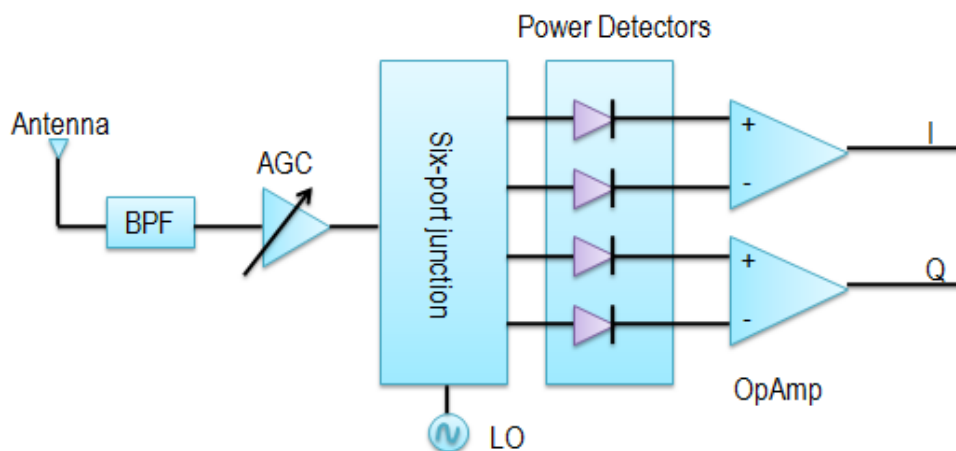 Power Detectors
Antenna
AGC
BPF
Six-port junction
+
-
I
+
-
Q
OpAmp
LO